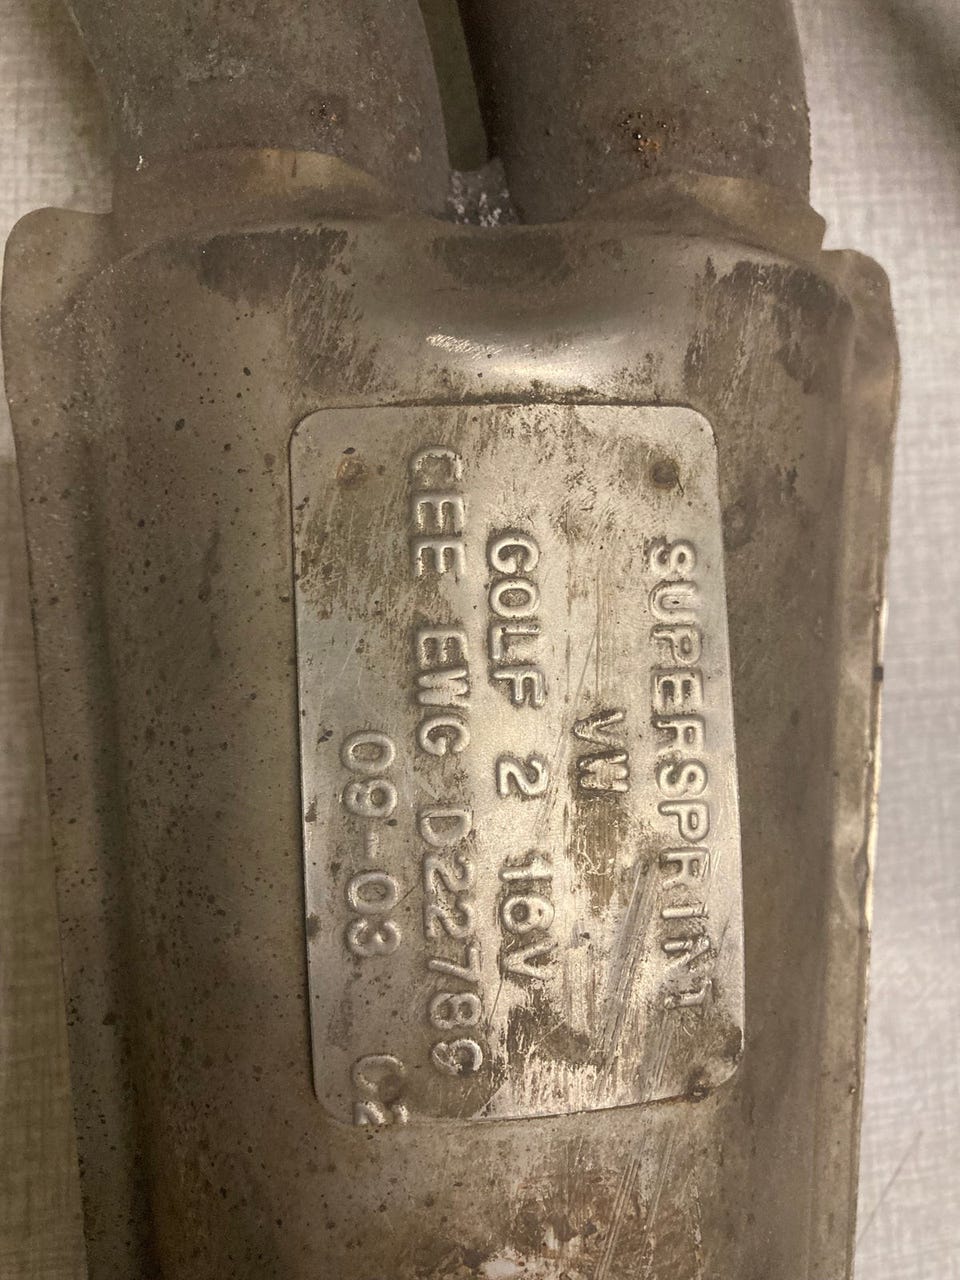 SUPERSPRINT
VW
GOLF 2 16V
CEE EWG D22789
09-03 C2